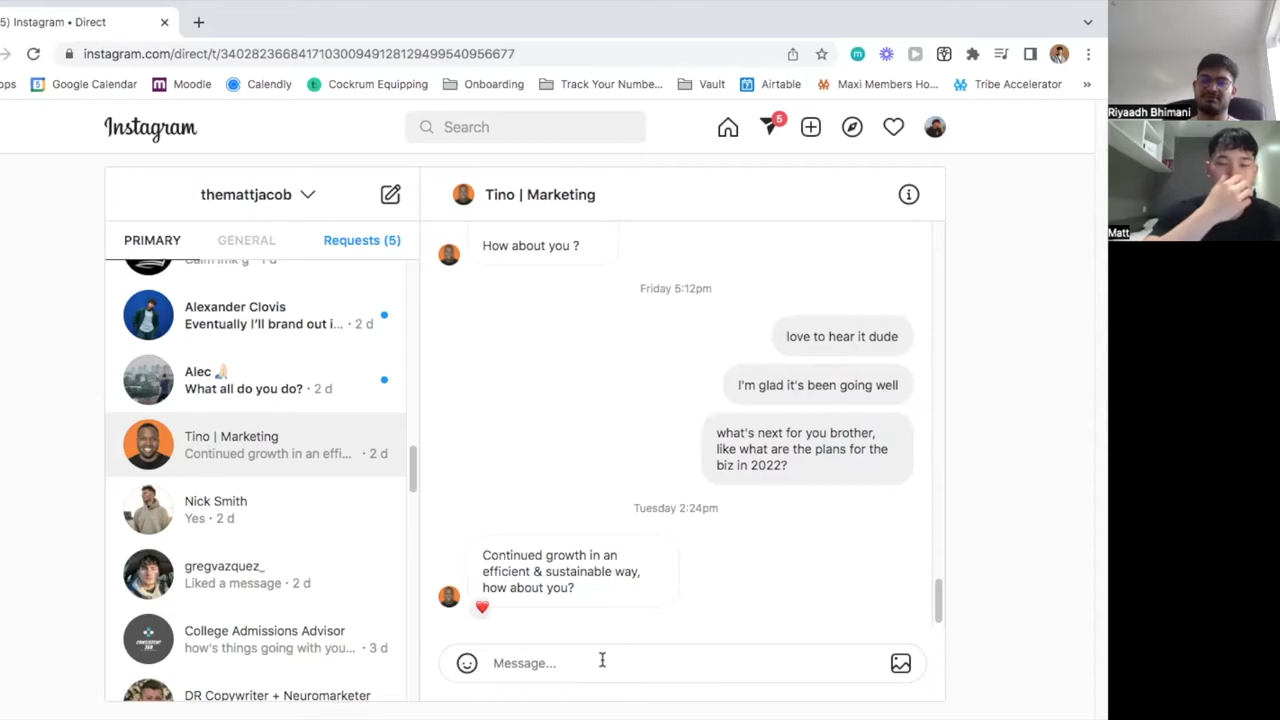 5) Instagram • Direct
instagram.com/direct/t/340282366841710300949128129499540956677
ops
Google Calendar
Moodle
Calendly
Cockrum Equipping
Onboarding
Track Your Numbe...
Vault
Airtable
Maxi Members Ho...
Tribe Accelerator
»
Riyaadh Bhimani
Matt
Instagram
Search
5
themattjacob
PRIMARY
GENERAL
Requests (5)
Alexander Clovis
Eventually I'll brand out i... · 2 d
Alec
What all do you do? · 2 d
Tino | Marketing
Continued growth in an effi... · 2 d
Nick Smith
Yes · 2 d
gregvazquez_
Liked a message · 2 d
College Admissions Advisor
how's things going with you... · 3 d
DR Copywriter + Neuromarketer
Tino | Marketing
How about you ?
Friday 5:12pm
love to hear it dude
I'm glad it's been going well
what's next for you brother,
like what are the plans for the
biz in 2022?
Tuesday 2:24pm
Continued growth in an
efficient & sustainable way,
how about you?
Message...